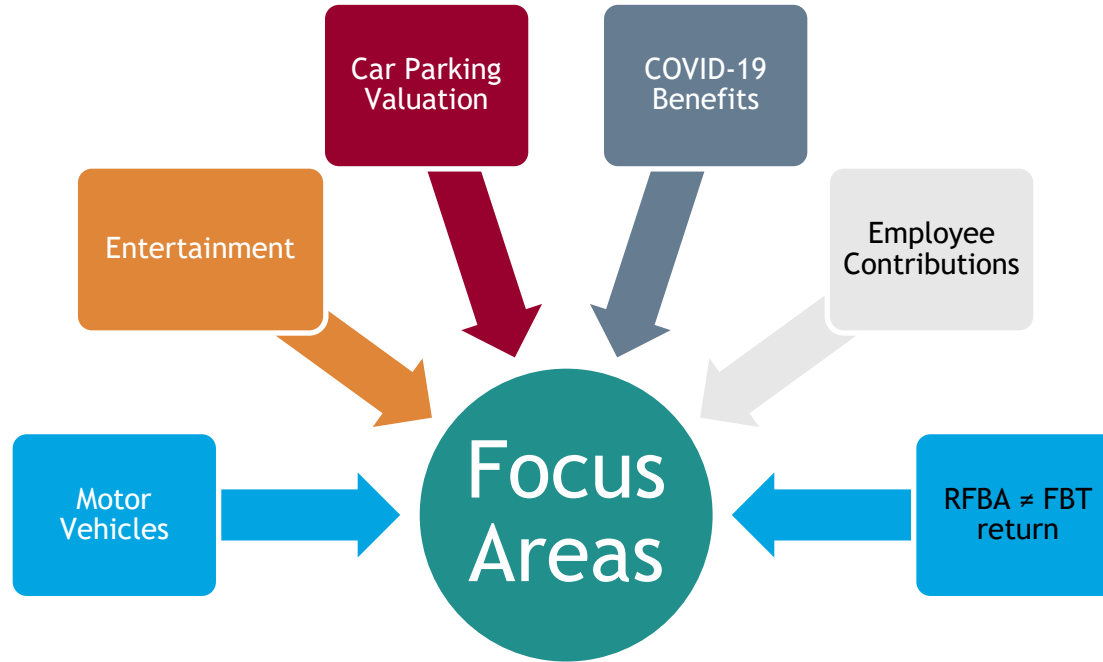 Car Parking
Valuation
COVID-19
Benefits
Entertainment
Employee
Contributions
Motor
Vehicles
Focus
Areas
RFBA ≠ FBT
return